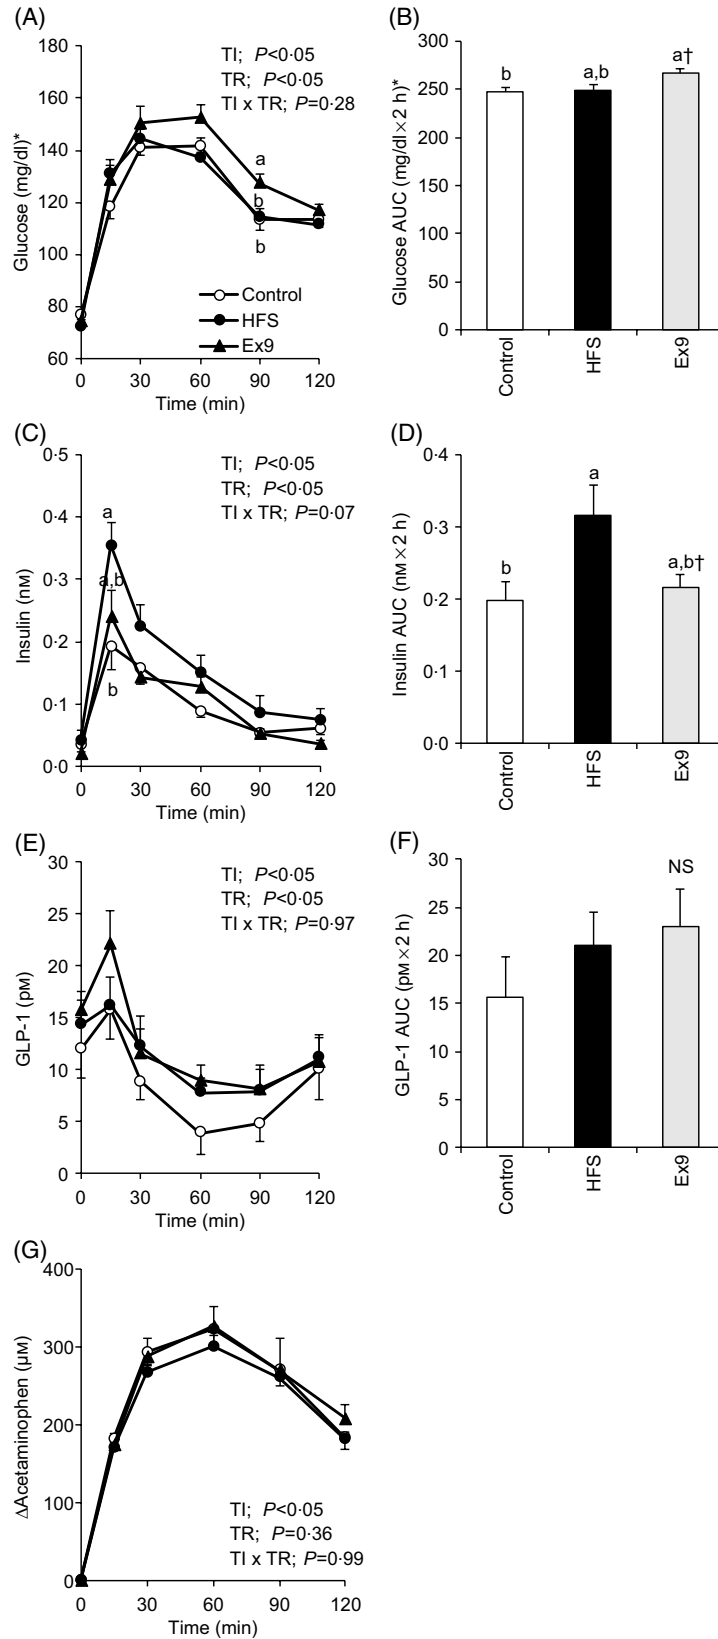 (A)
180
160
140
120
100
80
60
Glucose (mg/dl)*
TI; P<0·05
TR; P<0·05
TI x TR; P=0·28
a
b
b
Control
HFS
Ex9
0 30 60 90 120
Time (min)
(B)
300
250
200
150
100
50
0
Glucose AUC (mg/dl×2 h)*
b
a,b
a†
Control
HFS
Ex9
(C)
0·5
0·4
0·3
0·2
0·1
0·0
Insulin (nM)
TI; P<0·05
TR; P<0·05
TI x TR; P=0·07
a
a,b
b
0 30 60 90 120
Time (min)
(D)
0·4
0·3
0·2
0·1
0·0
Insulin AUC (nM×2 h)
b
a
a,b†
Control
HFS
Ex9
(E)
30
25
20
15
10
5
0
GLP-1 (pM)
TI; P<0·05
TR; P<0·05
TI x TR; P=0·97
0 30 60 90 120
Time (min)
(F)
30
25
20
15
10
5
0
GLP-1 AUC (pM×2 h)
NS
Control
HFS
Ex9
(G)
400
300
200
100
0
ΔAcetaminophen (μM)
TI; P<0·05
TR; P=0·36
TI x TR; P=0·99
0 30 60 90 120
Time (min)